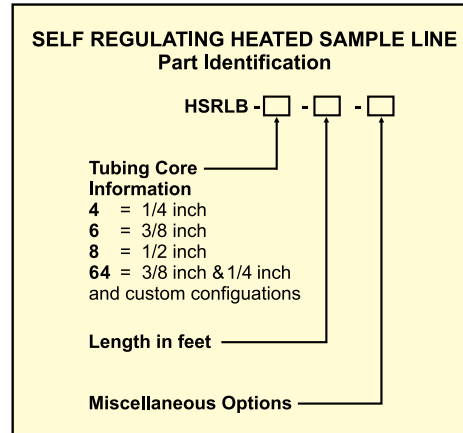 SELF REGULATING HEATED SAMPLE LINE
Part Identification
HSRLB - - -
Tubing Core
Information
4 = 1/4 inch
6 = 3/8 inch
8 = 1/2 inch
64 = 3/8 inch & 1/4 inch
and custom configuations
Length in feet
Miscellaneous Options